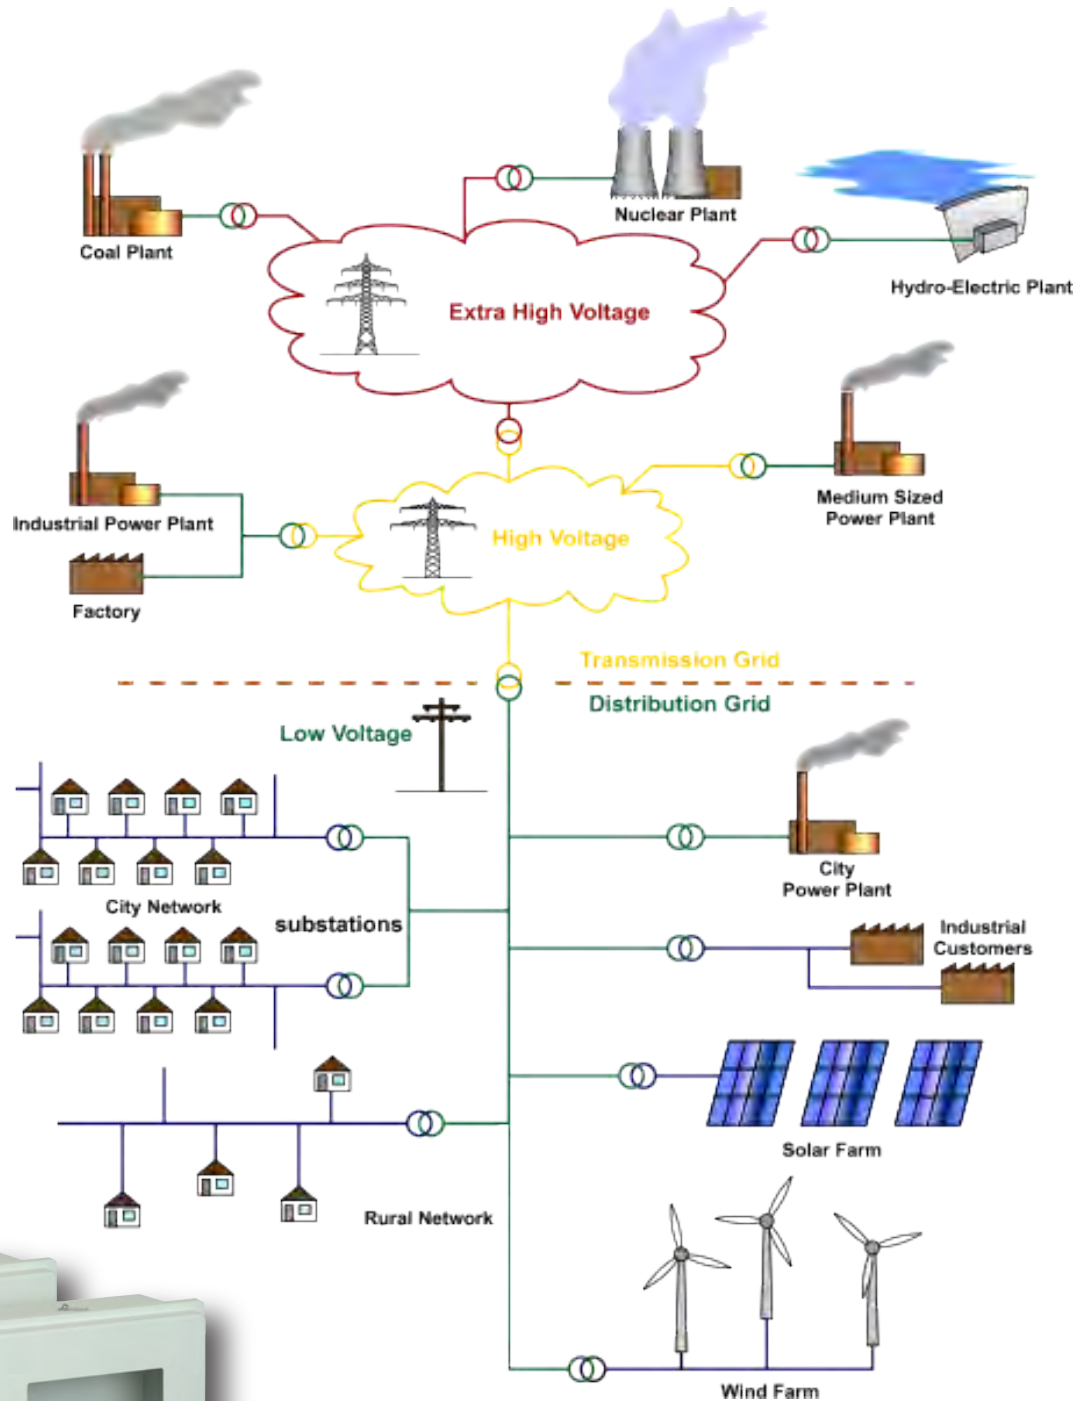 Nuclear Plant
Coal Plant
Hydro-Electric Plant
Extra High Voltage
Industrial Power Plant
Medium Sized
Power Plant
High Voltage
Factory
Transmission Grid
Distribution Grid
Low Voltage
City
Power Plant
City Network
substations
Industrial
Customers
Solar Farm
Rural Network
Wind Farm